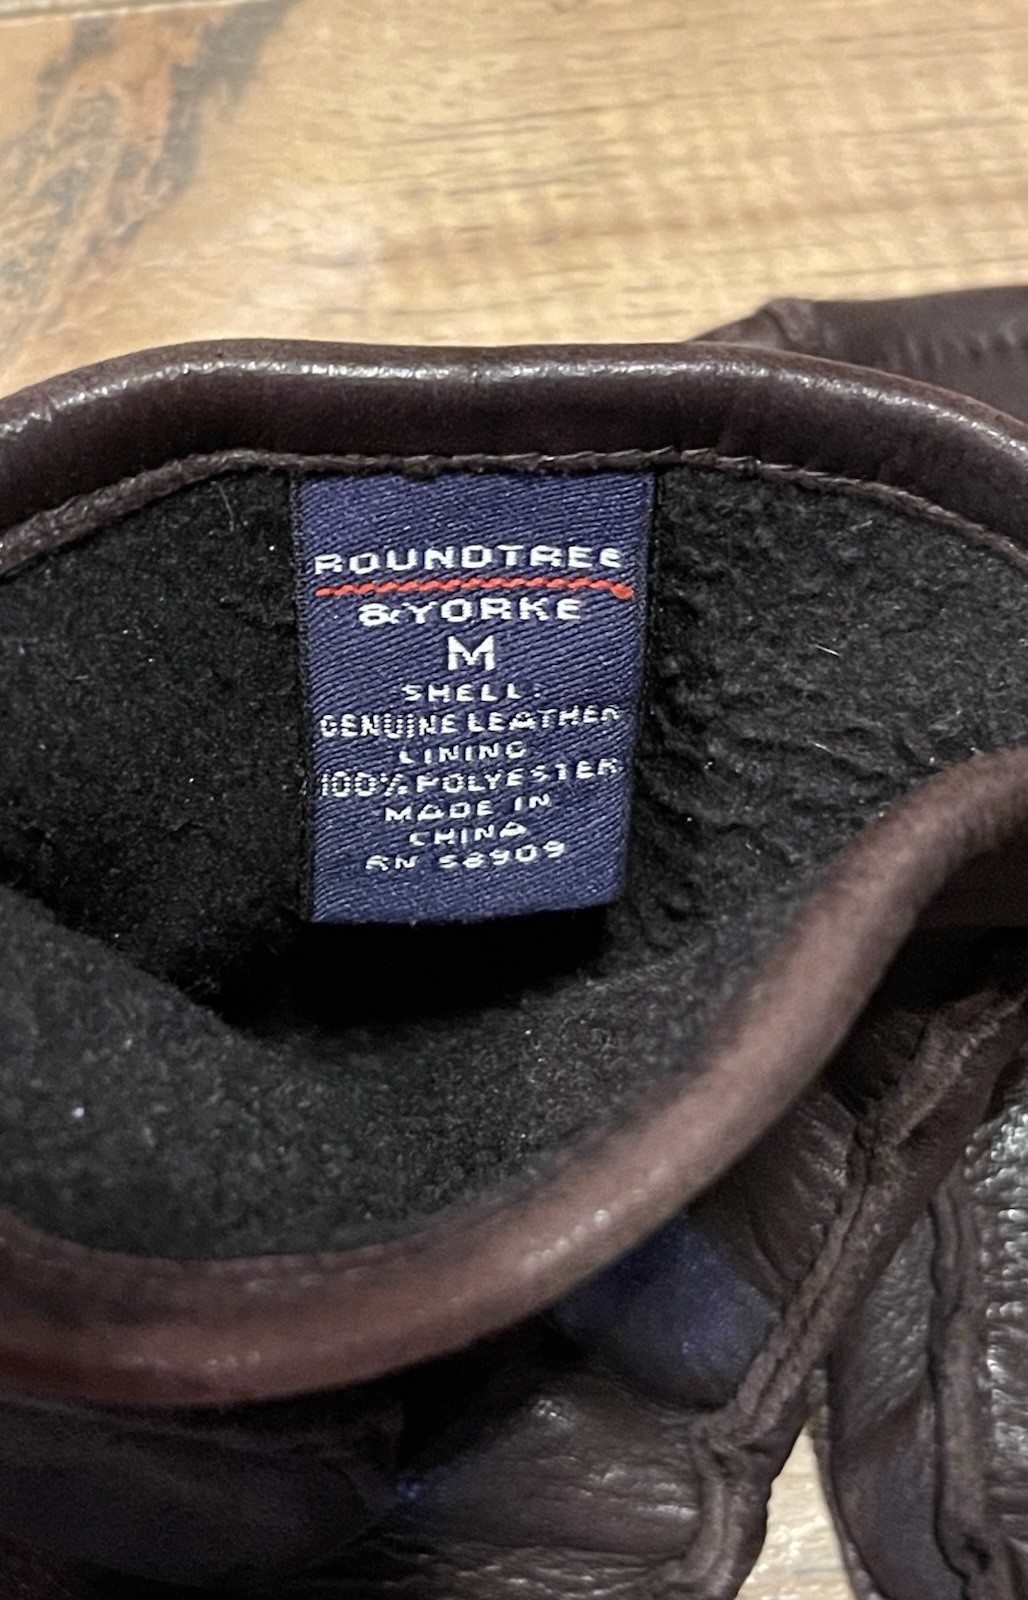 ROUNDTREE
& YORKE
M
SHELL:
GENUINE LEATHER
LINING
100% POLYESTER
MADE IN
CHINA
RN 58909